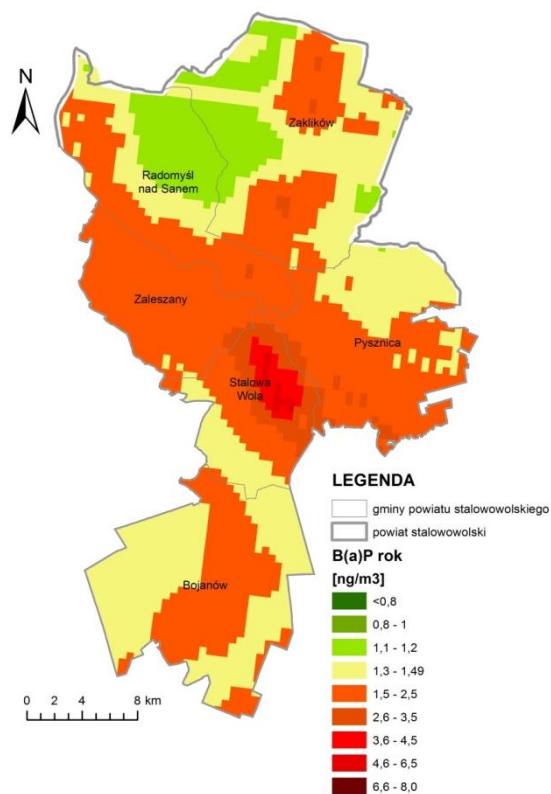 N
Zaklików
Radomyśl
nad Sanem
Zaleszany
Pysznica
Stalowa
Wola
Bojanów
0 2 4 8 km
LEGENDA
gminy powiatu stalowowolskiego
powiat stalowowolski
B(a)P rok
[ng/m3]
<0,8
0,8 - 1
1,1 - 1,2
1,3 - 1,49
1,5 - 2,5
2,6 - 3,5
3,6 - 4,5
4,6 - 6,5
6,6 - 8,0